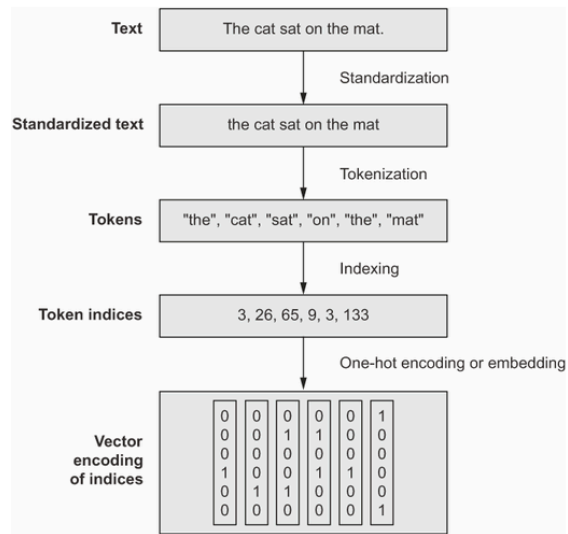 Text
The cat sat on the mat.
Standardization
Standardized text
the cat sat on the mat
Tokenization
Tokens
"the", "cat", "sat", "on", "the", "mat"
Indexing
Token indices
3, 26, 65, 9, 3, 133
One-hot encoding or embedding
Vector
encoding
of indices
0 0 0 0 0 1
0 0 1 1 0 0
0 0 0 0 0 0
1 0 0 1 1 0
0 1 1 0 0 0
0 0 0 0 0 1